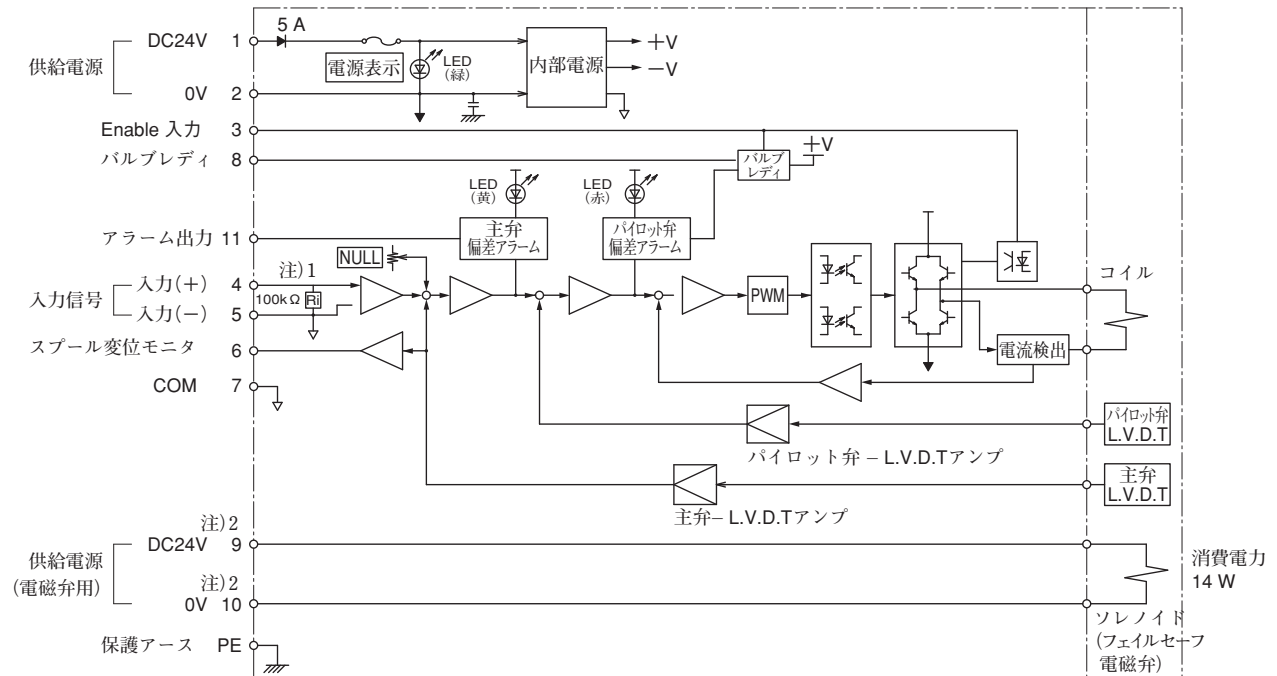 5 A
供給電源
DC24V 1
0V 2
電源表示
LED
(緑)
内部電源
+V
-V
Enable 入力 3
バルブレディ 8
バルブ
レディ
+V
LED
(黄)
LED
(赤)
アラーム出力 11
主弁
偏差アラーム
パイロット弁
偏差アラーム
NULL
注)1
入力信号
入力(+) 4
入力(-) 5
100kΩ
Ri
PWM
コイル
スプール変位モニタ 6
電流検出
COM 7
パイロット弁
L.V.D.T
パイロット弁 – L.V.D.Tアンプ
主弁
L.V.D.T
主弁– L.V.D.Tアンプ
注)2
供給電源
(電磁弁用)
DC24V 9
注)2
0V 10
消費電力
14 W
ソレノイド
(フェイルセーフ
電磁弁)
保護アース PE